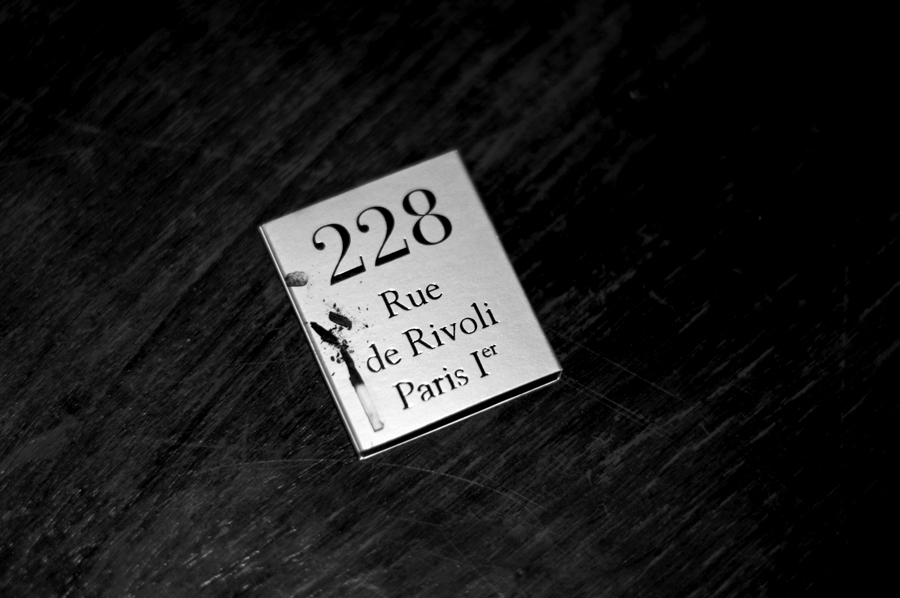 228
Rue
de Rivoli
Paris Ier